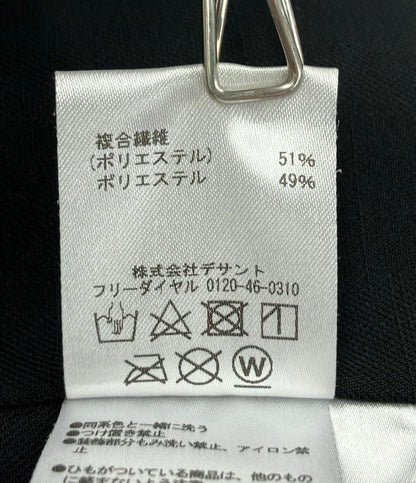 複合繊維
(ポリエステル) 51%
ポリエステル 49%
株式会社デサント
フリーダイヤル 0120-46-0310
W
●同系色と一緒に洗う
●つけ置き禁止
●装飾部分もみ洗い禁止、アイロン禁
止
●ひもがついている商品は、他のもの